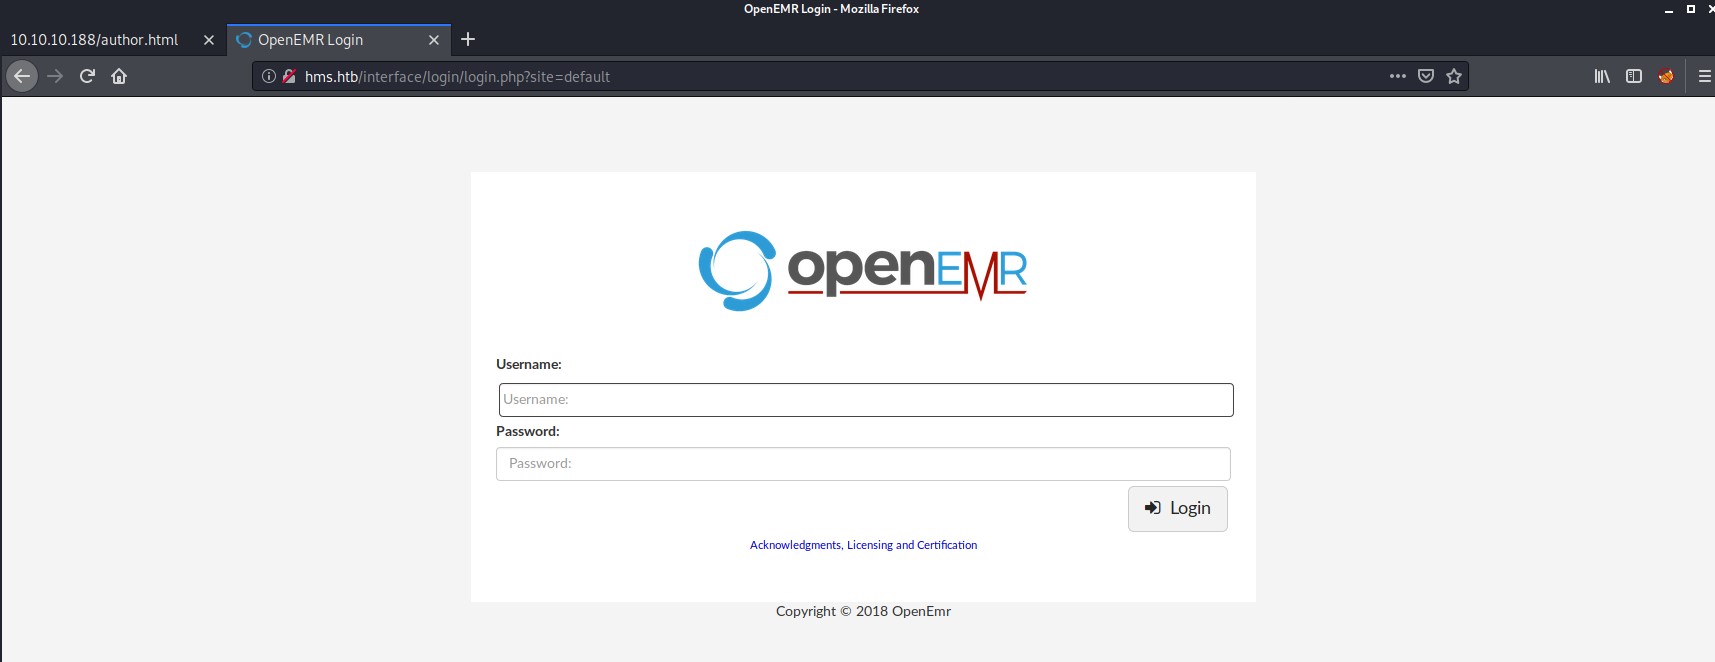 OpenEMR Login - Mozilla Firefox
10.10.10.188/author.html
OpenEMR Login
hms.htb/interface/login/login.php?site=default
openEMR
Username:
Username:
Password:
Password:
Login
Acknowledgments, Licensing and Certification
Copyright © 2018 OpenEmr